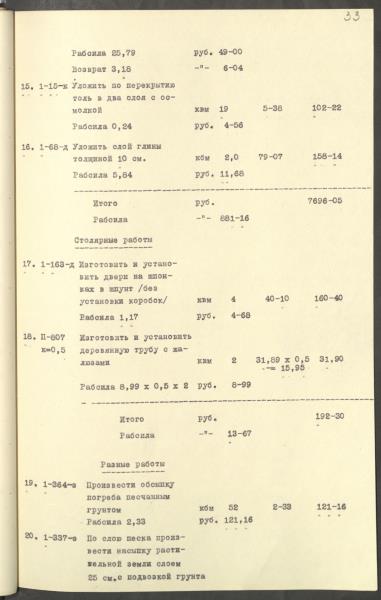 33
Рабсила 25,79 руб. 49-00
Возврат 3,18 -"- 6-04
15. 1-15-к Уложить по перекрытию
толь в два слоя с ос-
молкой квм 19 5-38 102-22
Рабсила 0,24 руб. 4-56
16. 1-68-д Уложить слой глины
толщиной 10 см. кбм 2,0 79-07 158-14
Рабсила 5,84 руб. 11,68
Итого руб. 7696-05
Рабсила -"- 881-16
Столярные работы
17. 1-163-д Изготовить и устано-
вить двери на шпон-
ках в шпунт /без
установки коробок/ квм 4 40-10 160-40
Рабсила 1,17 руб. 4-68
18. П-807 Изготовить и установить
к=0,5 деревянную трубу с жа-
люзами квм 2 31,89 х 0,5 31,90
-= 15,95
Рабсила 8,99 х 0,5 х 2 руб. 8-99
Итого руб. 192-30
Рабсила -"- 13-67
Разные работы
19. 1-364-з Произвести обсыпку
погреба песчанным
грунтом кбм 52 2-33 121-16
Рабсила 2,33 руб. 121,16
20. 1-337-з По слою песка произ-
вести насыпку расти-
тельной земли слоем
25 см. с подвозкой грунта